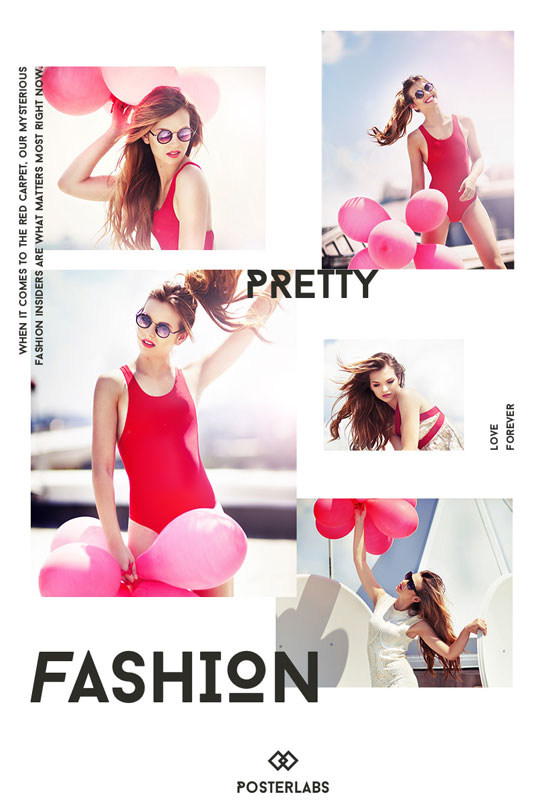 WHEN IT COMES TO THE RED CARPET, OUR MYSTERIOUS
FASHION INSIDERS ARE WHAT MATTERS MOST RIGHT NOW.
PRETTY
LOVE
FOREVER
FASHION
POSTERLABS